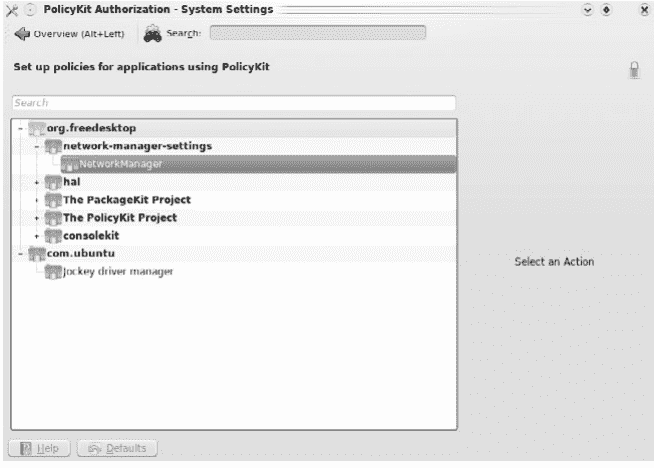 PolicyKit Authorization - System Settings
Overview (Alt+Left) Search:
Set up policies for applications using PolicyKit
Search
org.freedesktop
network-manager-settings
NetworkManager
hal
The PackageKit Project
The PolicyKit Project
consolekit
com.ubuntu
Jockey driver manager
Select an Action
Help Defaults